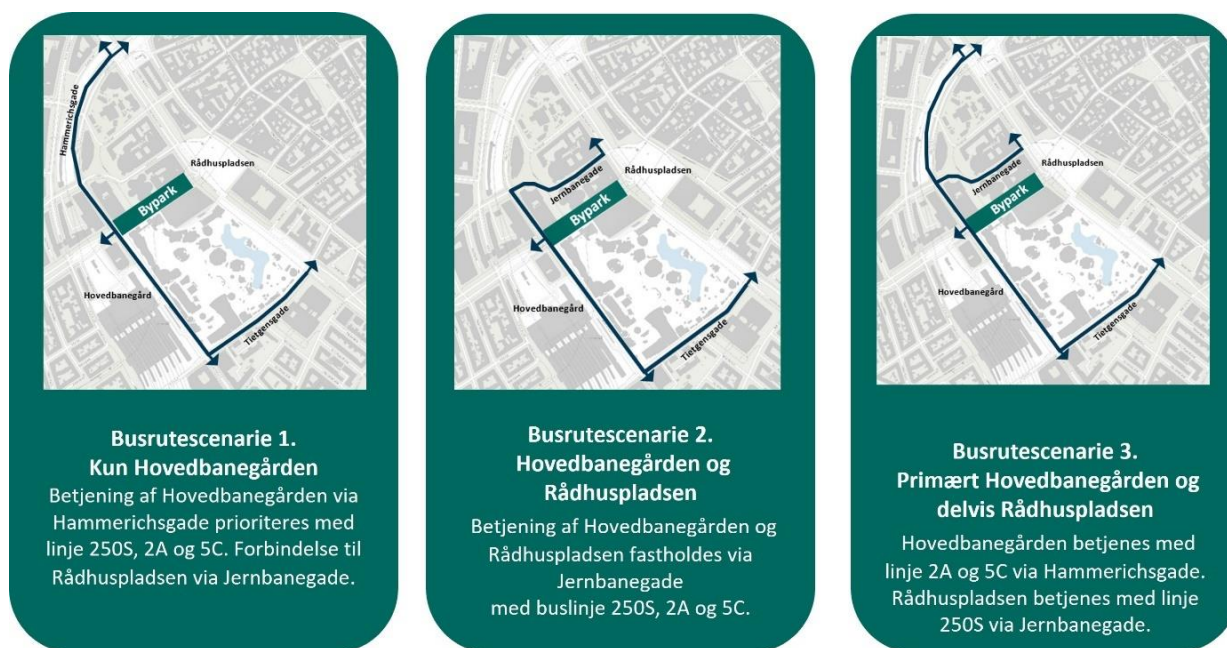 Hammerichsgade
Rådhuspladsen
Bypark
Hovedbanegård
Tietgensgade
Busrutescenarie 1.
Kun Hovedbanegården
Betjening af Hovedbanegården via
Hammerichsgade prioriteres med
linje 250S, 2A og 5C. Forbindelse til
Rådhuspladsen via Jernbanegade.
Rådhuspladsen
Jernbanegade
Bypark
Hovedbanegård
Tietgensgade
Busrutescenarie 2.
Hovedbanegården og
Rådhuspladsen
Betjening af Hovedbanegården og
Rådhuspladsen fastholdes via
Jernbanegade
med buslinje 250S, 2A og 5C.
Rådhuspladsen
Jernbanegade
Bypark
Hovedbanegård
Tietgensgade
Busrutescenarie 3.
Primært Hovedbanegården og
delvis Rådhuspladsen
Hovedbanegården betjenes med
linje 2A og 5C via Hammerichsgade.
Rådhuspladsen betjenes med linje
250S via Jernbanegade.